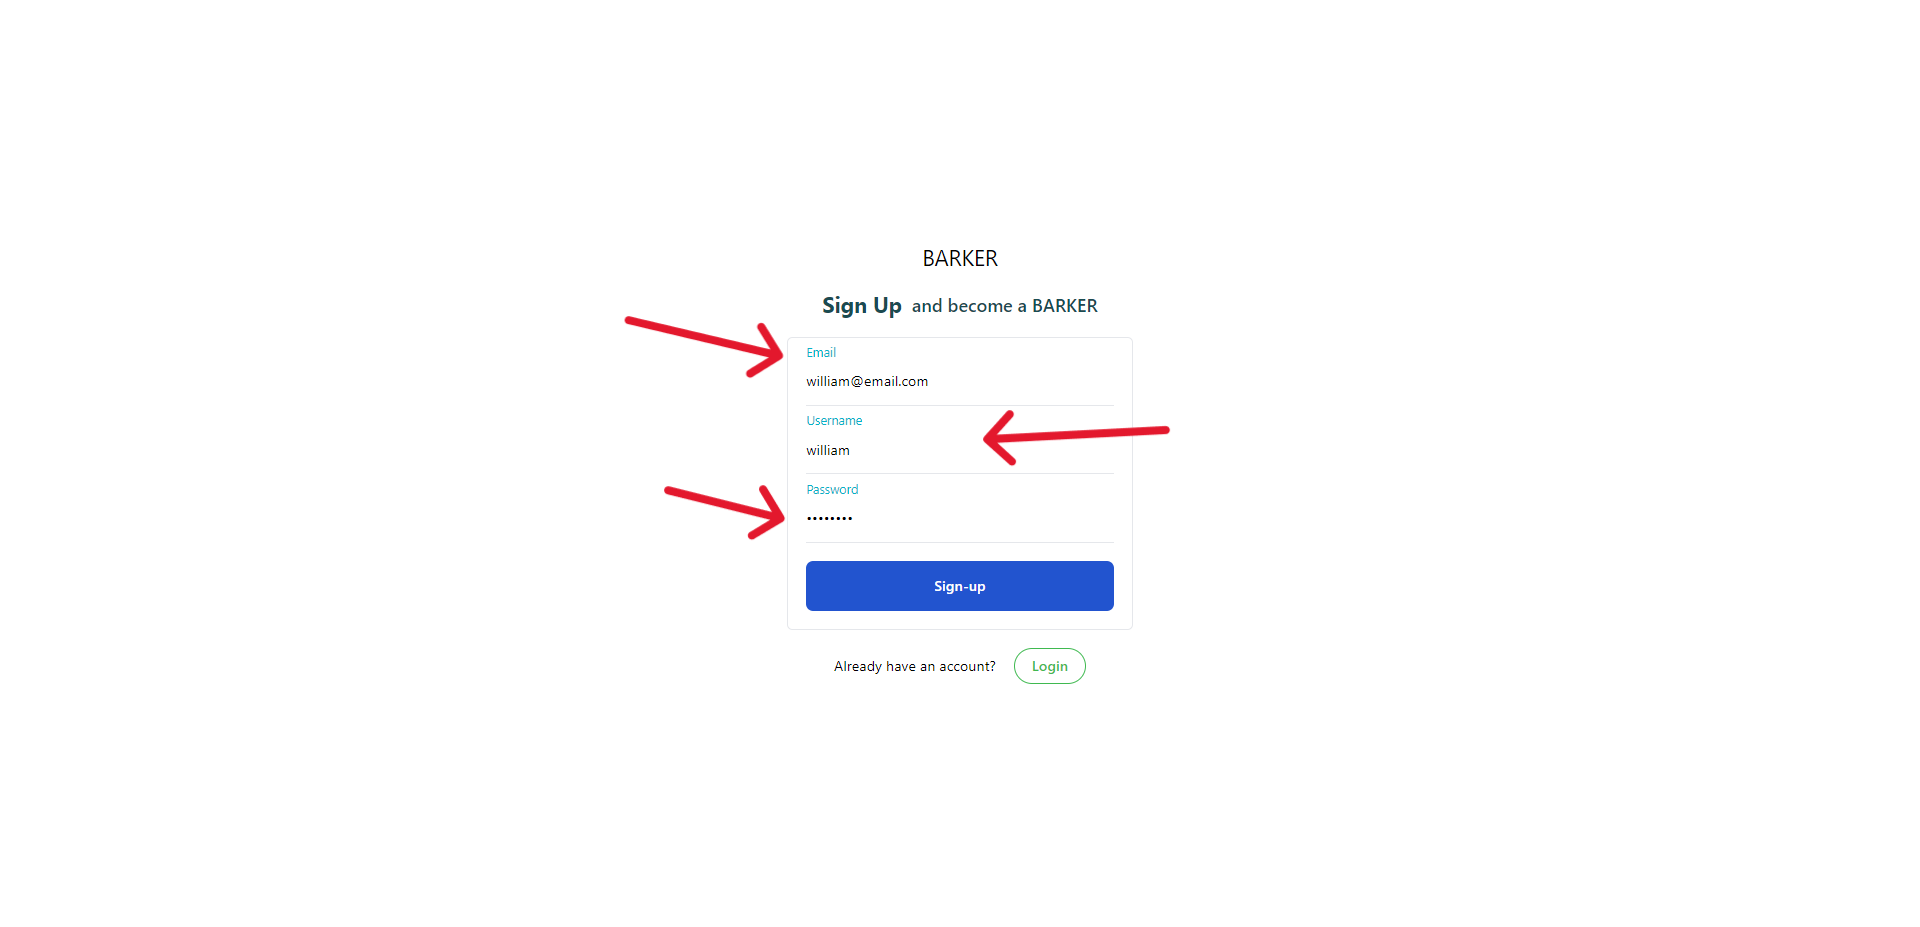 BARKER
Sign Up and become a BARKER
Email
william@email.com
Username
william
Password
••••••••
Sign-up
Already have an account? Login